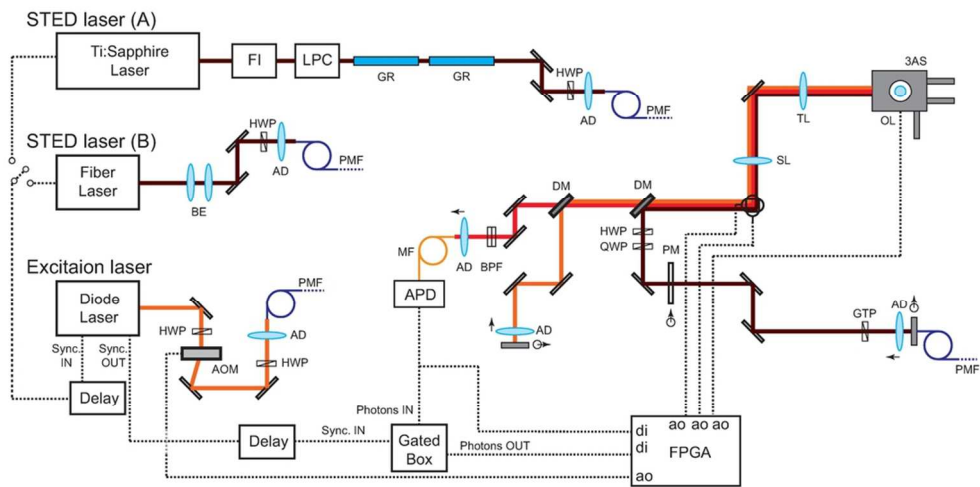 STED laser (A)
Ti:Sapphire
Laser
FI
LPC
GR
GR
HWP
AD
PMF
3AS
TL
OL
STED laser (B)
Fiber
Laser
BE
HWP
AD
PMF
SL
DM
DM
MF
AD
BPF
HWP
QWP
PM
APD
Excitaion laser
Diode
Laser
PMF
HWP
AD
AOM
HWP
AD
GTP
AD
PMF
Sync.
IN
Sync.
OUT
Delay
Photons IN
Delay
Sync. IN
Gated
Box
Photons OUT
ao
ao
ao
di
di
FPGA
ao